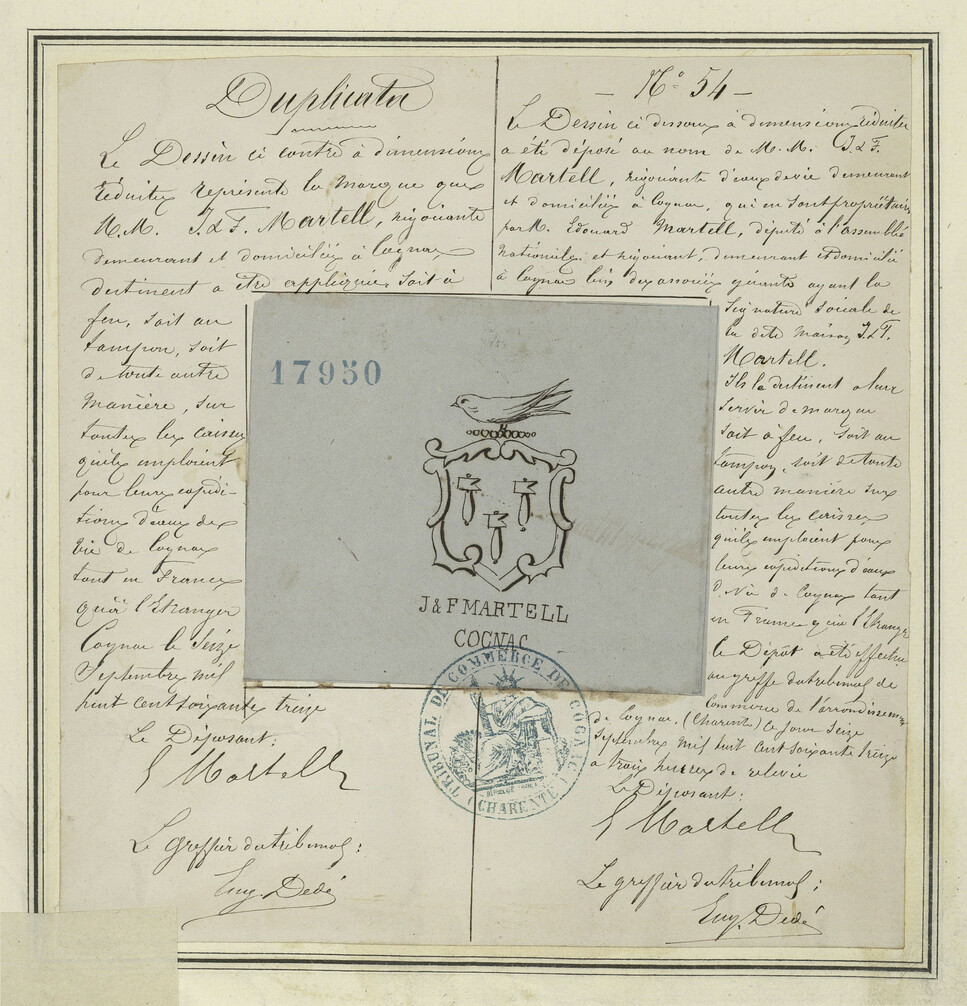 Duplicata
Le Dessin ci contre à dimensions
réduites représente la marque que
M.M. J. & F. Martell, négociants
demeurant et domiciliés à Cognac,
destinent a être appliquée, soit à
feu, soit au
tampon, soit
de toute autre
manière, sur
toutes les caisses
qu'ils emploient
pour leurs expédi-
tions d'eaux de
vie de Cognac
tant en France
qu'à l'Etranger
Cognac le Seize
Septembre mil
huit cent soixante treize
Le Déposant:
E Martell
Le greffier du tribunal:
Eug. Dedé
- N° 54 -
Le Dessin ci dessous à dimensions réduites
a été déposé au nom de M.M. J. & F.
Martell, négociants d'eaux de vie demeurant
et domiciliés à Cognac, qui en sont propriétaires
par M. Edouard Martell, député à l'assemblée
Nationale et négociant, demeurant et domicilié
à Cognac l'un des associés gérants ayant la
signature sociale de
la dite maison J. & F.
Martell.
Ils la destinent a leur
servir de marque
soit à feu, soit au
tampon, soit de toute
autre manière sur
toutes les caisses
qu'ils emploient pour
leurs expéditions d'eaux
de vie de Cognac tant
en France qu'à l'Etranger
le Dépôt a été effectué
au greffe du tribunal de
Commerce de l'arrondissement
de Cognac, (Charente) ce jour Seize
Septembre mil huit cent soixante treize
a trois heures de relevée
Le Déposant:
E Martell
Le greffier du tribunal:
Eug. Dedé
17950
J & F MARTELL
COGNAC
TRIBUNAL DE COMMERCE DE COGNAC
(CHARENTE)